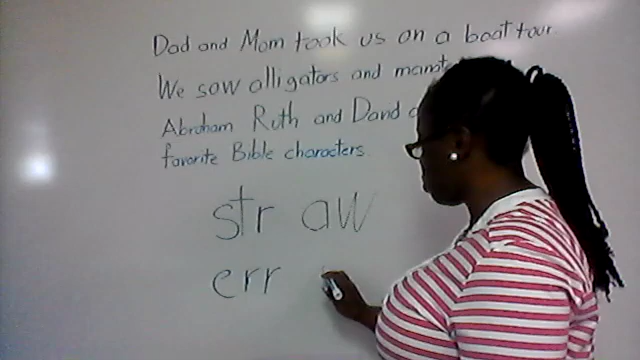 Dad and Mom took us on a boat tour.
We saw alligators and
Abraham Ruth and David
favorite Bible characters.
str aw
err